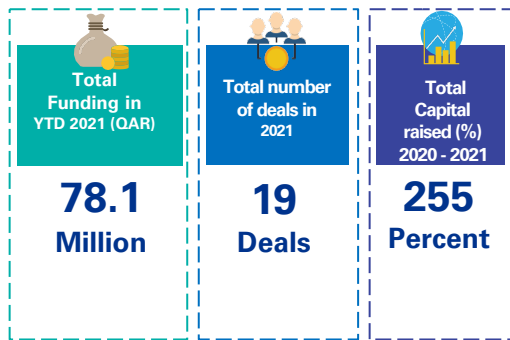 Total
Funding in
YTD 2021 (QAR)
78.1
Million
Total number
of deals in
2021
19
Deals
Total
Capital
raised (%)
2020 - 2021
255
Percent